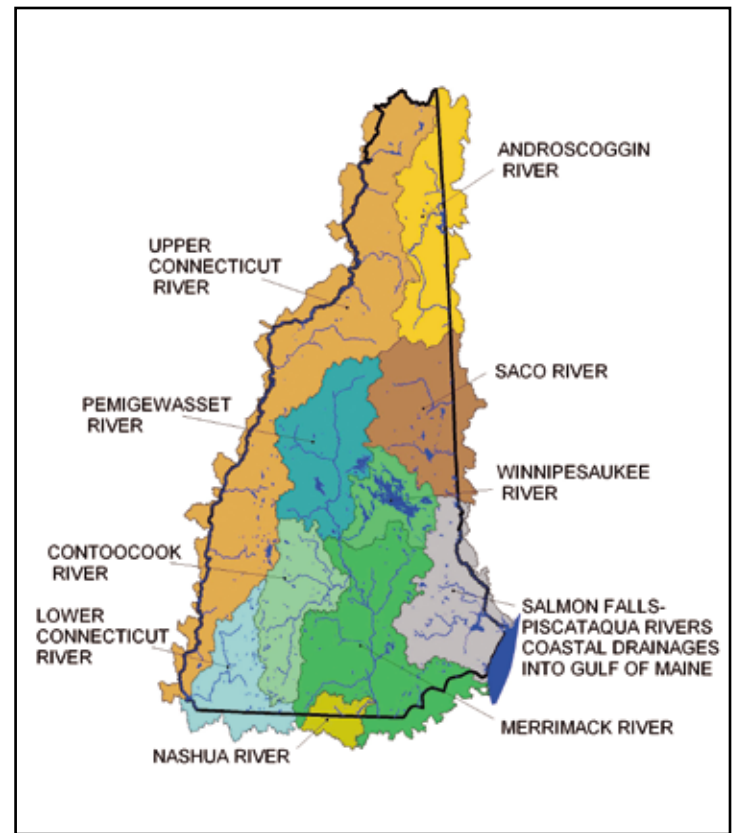 ANDROSCOGGIN
RIVER
UPPER
CONNECTICUT
RIVER
SACO RIVER
PEMIGEWASSET
RIVER
WINNIPESAUKEE
RIVER
CONTOOCOOK
RIVER
LOWER
CONNECTICUT
RIVER
SALMON FALLS-
PISCATAQUA RIVERS
COASTAL DRAINAGES
INTO GULF OF MAINE
MERRIMACK RIVER
NASHUA RIVER